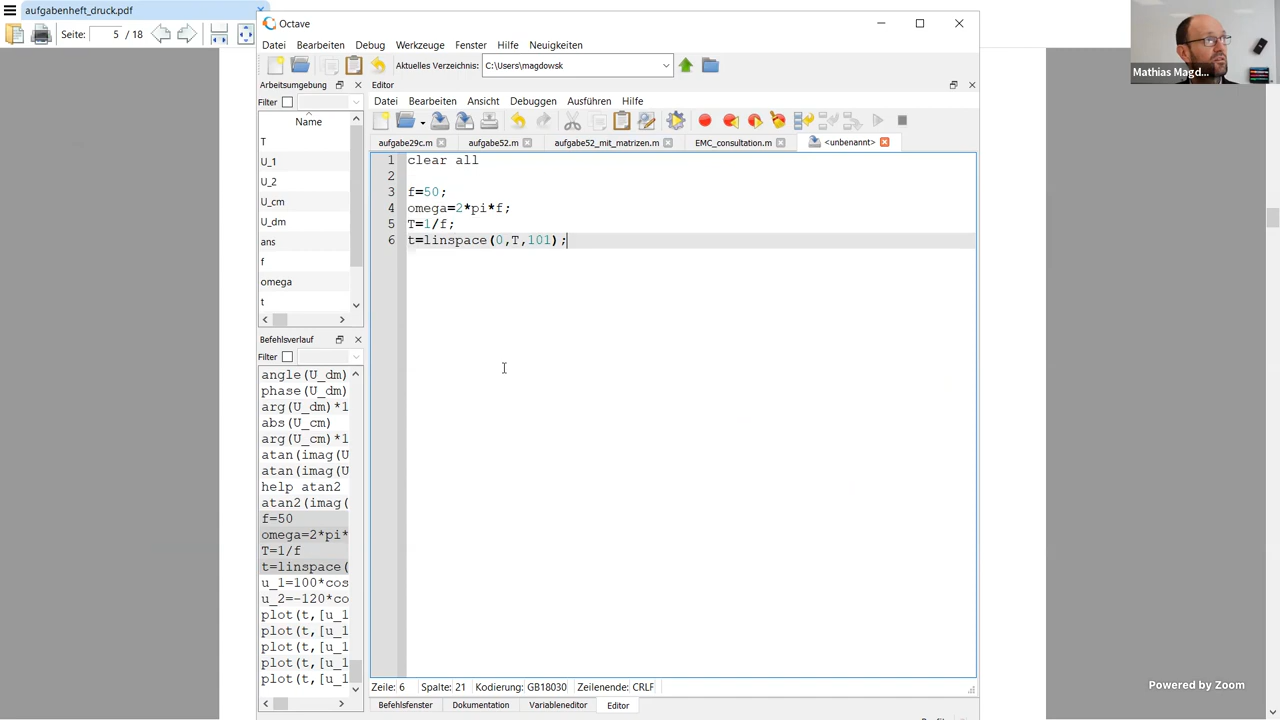 aufgabenheft_druck.pdf
Seite: 5 / 18
Octave
Datei Bearbeiten Debug Werkzeuge Fenster Hilfe Neuigkeiten
Aktuelles Verzeichnis: C:\Users\magdowsk
Mathias Magd...
Arbeitsumgebung
Editor
Filter
Datei Bearbeiten Ansicht Debuggen Ausführen Hilfe
Name
T
U_1
U_2
U_cm
U_dm
ans
f
omega
t
aufgabe29c.m aufgabe52.m aufgabe52_mit_matrizen.m EMC_consultation.m <unbenannt>
1 clear all
2
3 f=50;
4 omega=2*pi*f;
5 T=1/f;
6 t=linspace(0,T,101);
Befehlsverlauf
Filter
angle(U_dm)
phase(U_dm)
arg(U_dm)*1
abs(U_cm)
arg(U_cm)*1
atan(imag(U
atan(imag(U
help atan2
atan2(imag(
f=50
omega=2*pi*
T=1/f
t=linspace(
u_1=100*cos
u_2=-120*co
plot(t,[u_1
plot(t,[u_1
plot(t,[u_1
plot(t,[u_1
plot(t,[u_1
Zeile: 6 Spalte: 21 Kodierung: GB18030 Zeilenende: CRLF
Befehlsfenster Dokumentation Variableneditor Editor
Powered by Zoom